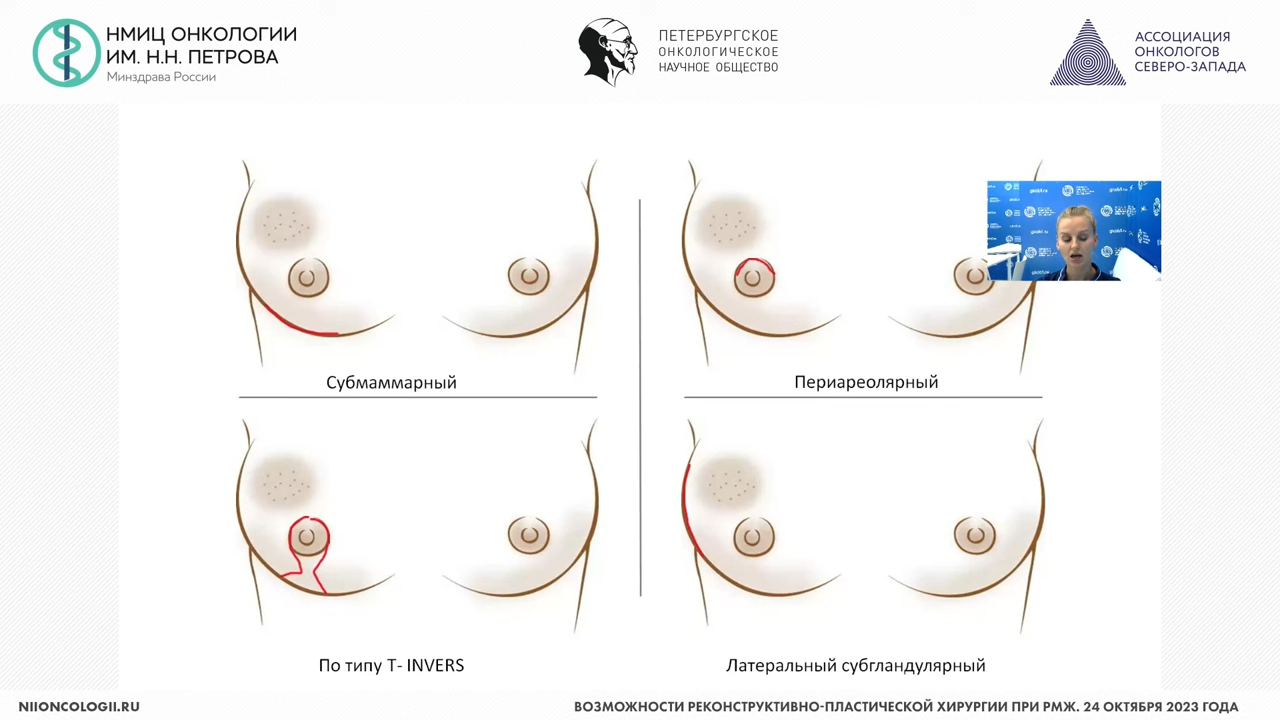 НМИЦ ОНКОЛОГИИ
ИМ. Н.Н. ПЕТРОВА
Минздрава России
ПЕТЕРБУРГСКОЕ
ОНКОЛОГИЧЕСКОЕ
НАУЧНОЕ ОБЩЕСТВО
АССОЦИАЦИЯ
ОНКОЛОГОВ
СЕВЕРО-ЗАПАДА
Субмаммарный
Периареолярный
По типу Т- INVERS
Латеральный субгландулярный
NIIONCOLOGII.RU
ВОЗМОЖНОСТИ РЕКОНСТРУКТИВНО-ПЛАСТИЧЕСКОЙ ХИРУРГИИ ПРИ РМЖ. 24 ОКТЯБРЯ 2023 ГОДА